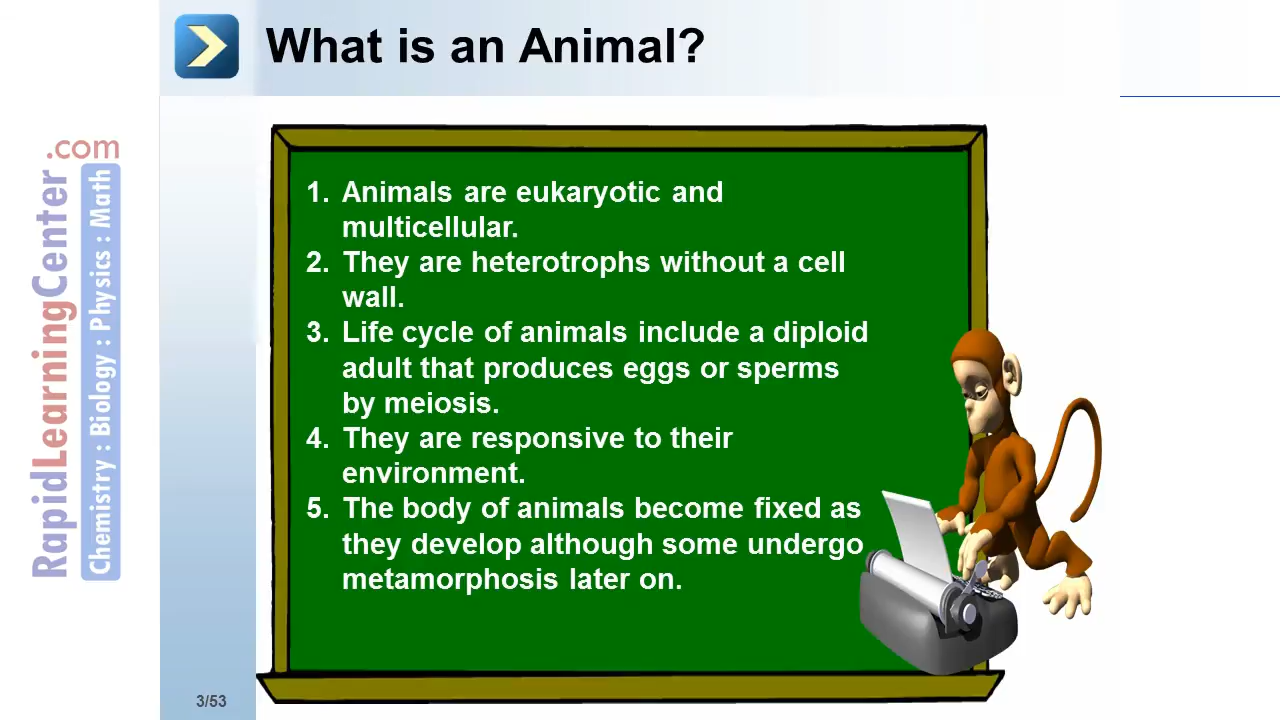 What is an Animal?
1. Animals are eukaryotic and
multicellular.
2. They are heterotrophs without a cell
wall.
3. Life cycle of animals include a diploid
adult that produces eggs or sperms
by meiosis.
4. They are responsive to their
environment.
5. The body of animals become fixed as
they develop although some undergo
metamorphosis later on.
RapidLearningCenter.com
Chemistry : Biology : Physics : Math
3/53